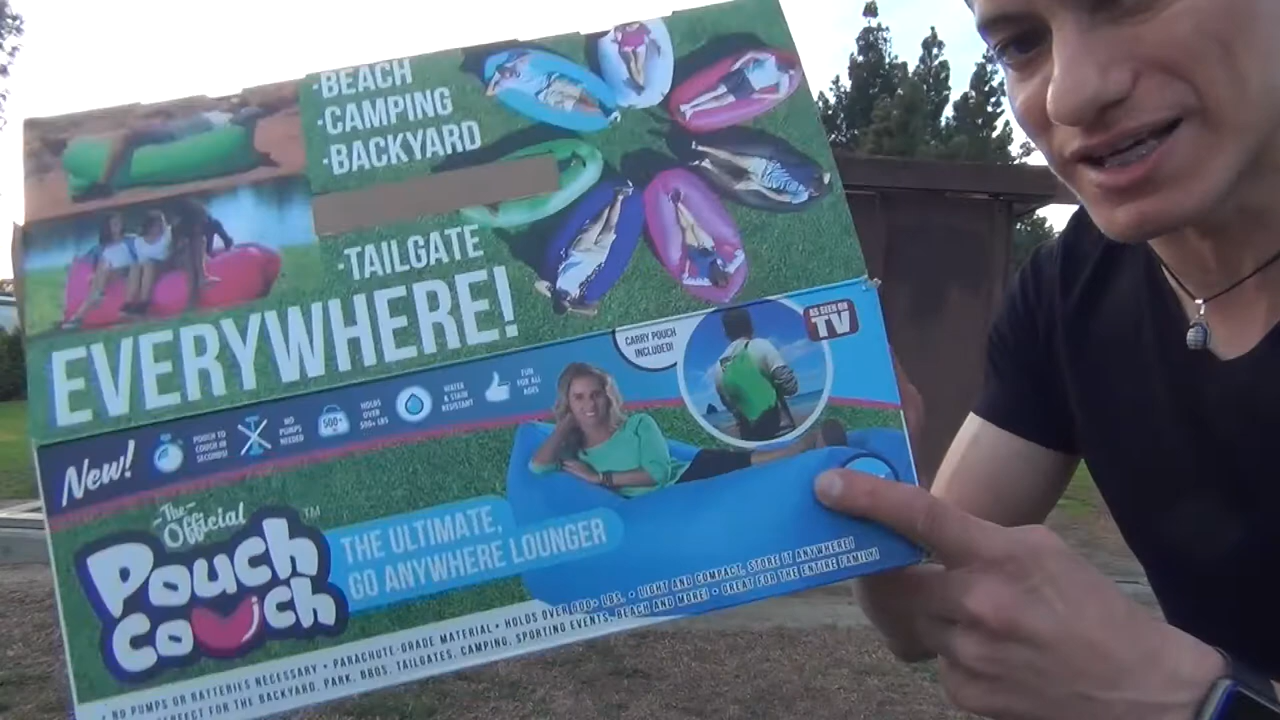 ·BEACH
·CAMPING
·BACKYARD
·TAILGATE
EVERYWHERE!
CARRY POUCH
INCLUDED!
AS SEEN ON
TV
New!
POUCH TO
COUCH IN
SECONDS!
NO
PUMPS
NEEDED
500+
HOLDS
OVER
500+ LBS
WATER
& STAIN
RESISTANT
FUN
FOR ALL
AGES
-The-
Official
Pouch
Couch
TM
THE ULTIMATE,
GO ANYWHERE LOUNGER
• NO PUMPS OR BATTERIES NECESSARY • PARACHUTE-GRADE MATERIAL • HOLDS OVER 600+ LBS. • LIGHT AND COMPACT, STORE IT ANYWHERE!
PERFECT FOR THE BACKYARD, PARK, BBQS, TAILGATES, CAMPING, SPORTING EVENTS, BEACH AND MORE! • GREAT FOR THE ENTIRE FAMILY!